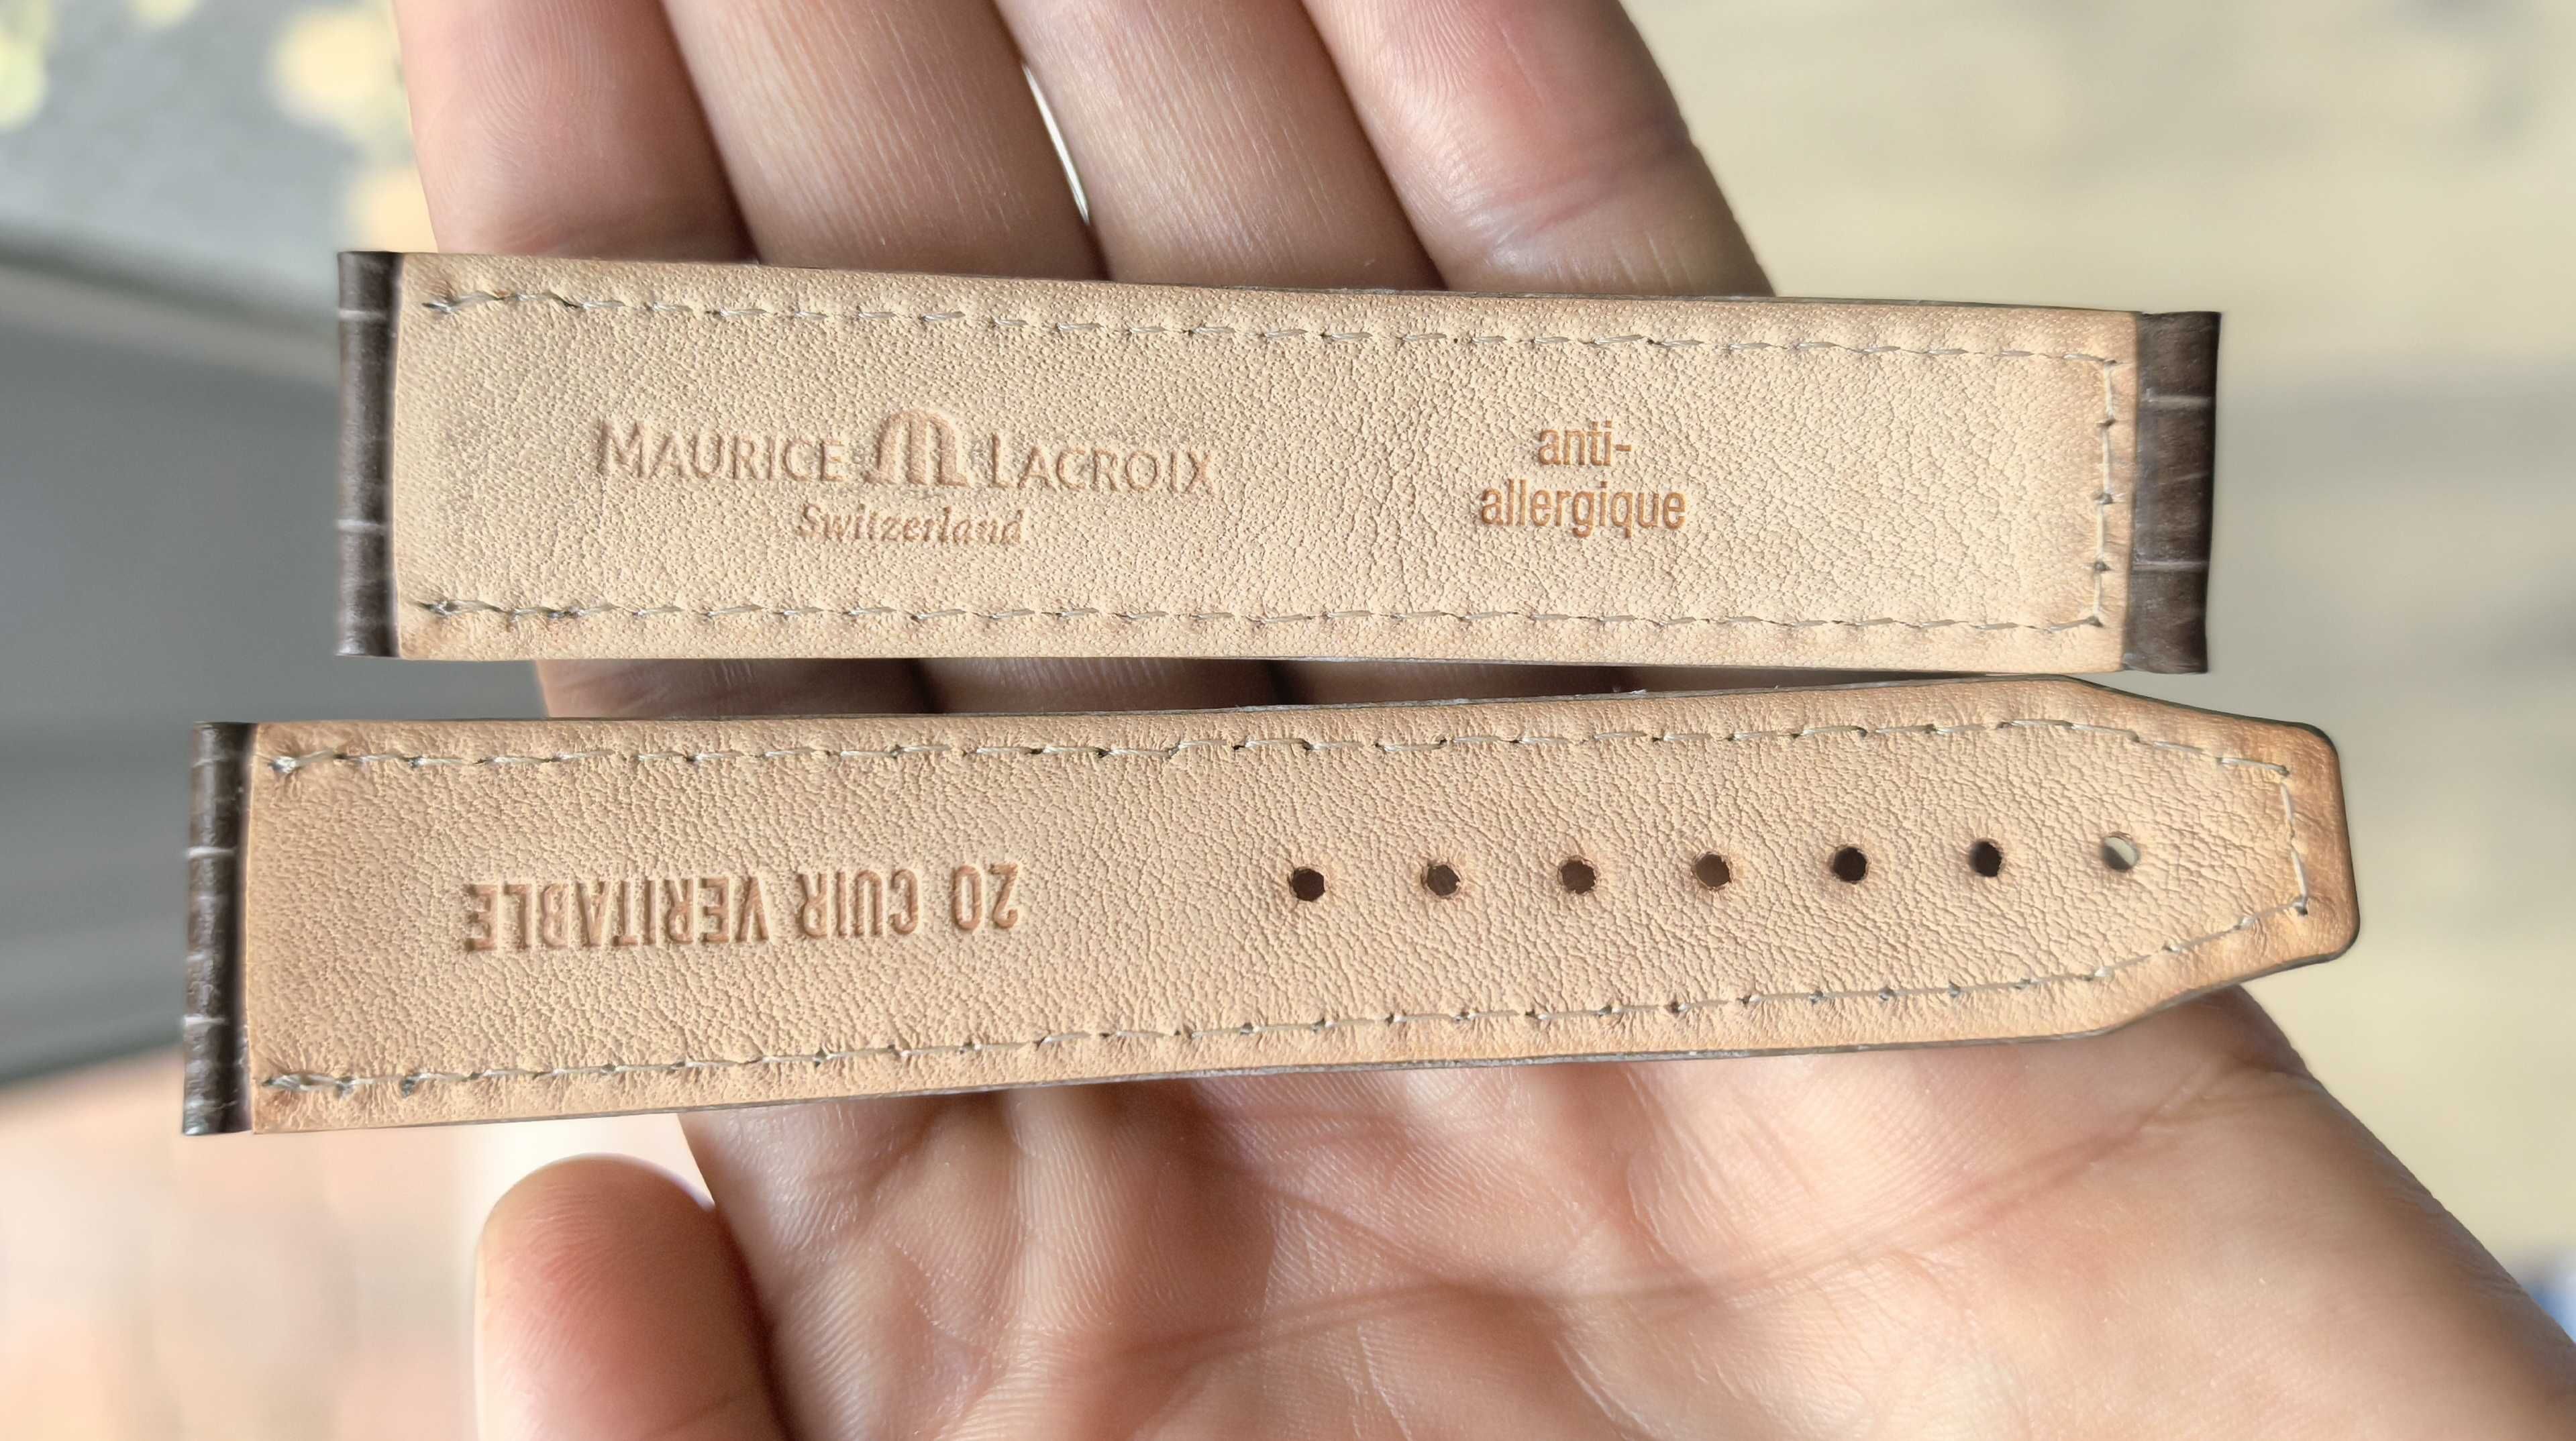 MAURICE LACROIX
Switzerland
anti-
allergique
20 CUIR VERITABLE